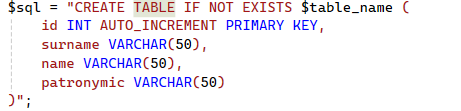 $sql = "CREATE TABLE IF NOT EXISTS $table_name (
id INT AUTO_INCREMENT PRIMARY KEY,
surname VARCHAR(50),
name VARCHAR(50),
patronymic VARCHAR(50)
)";